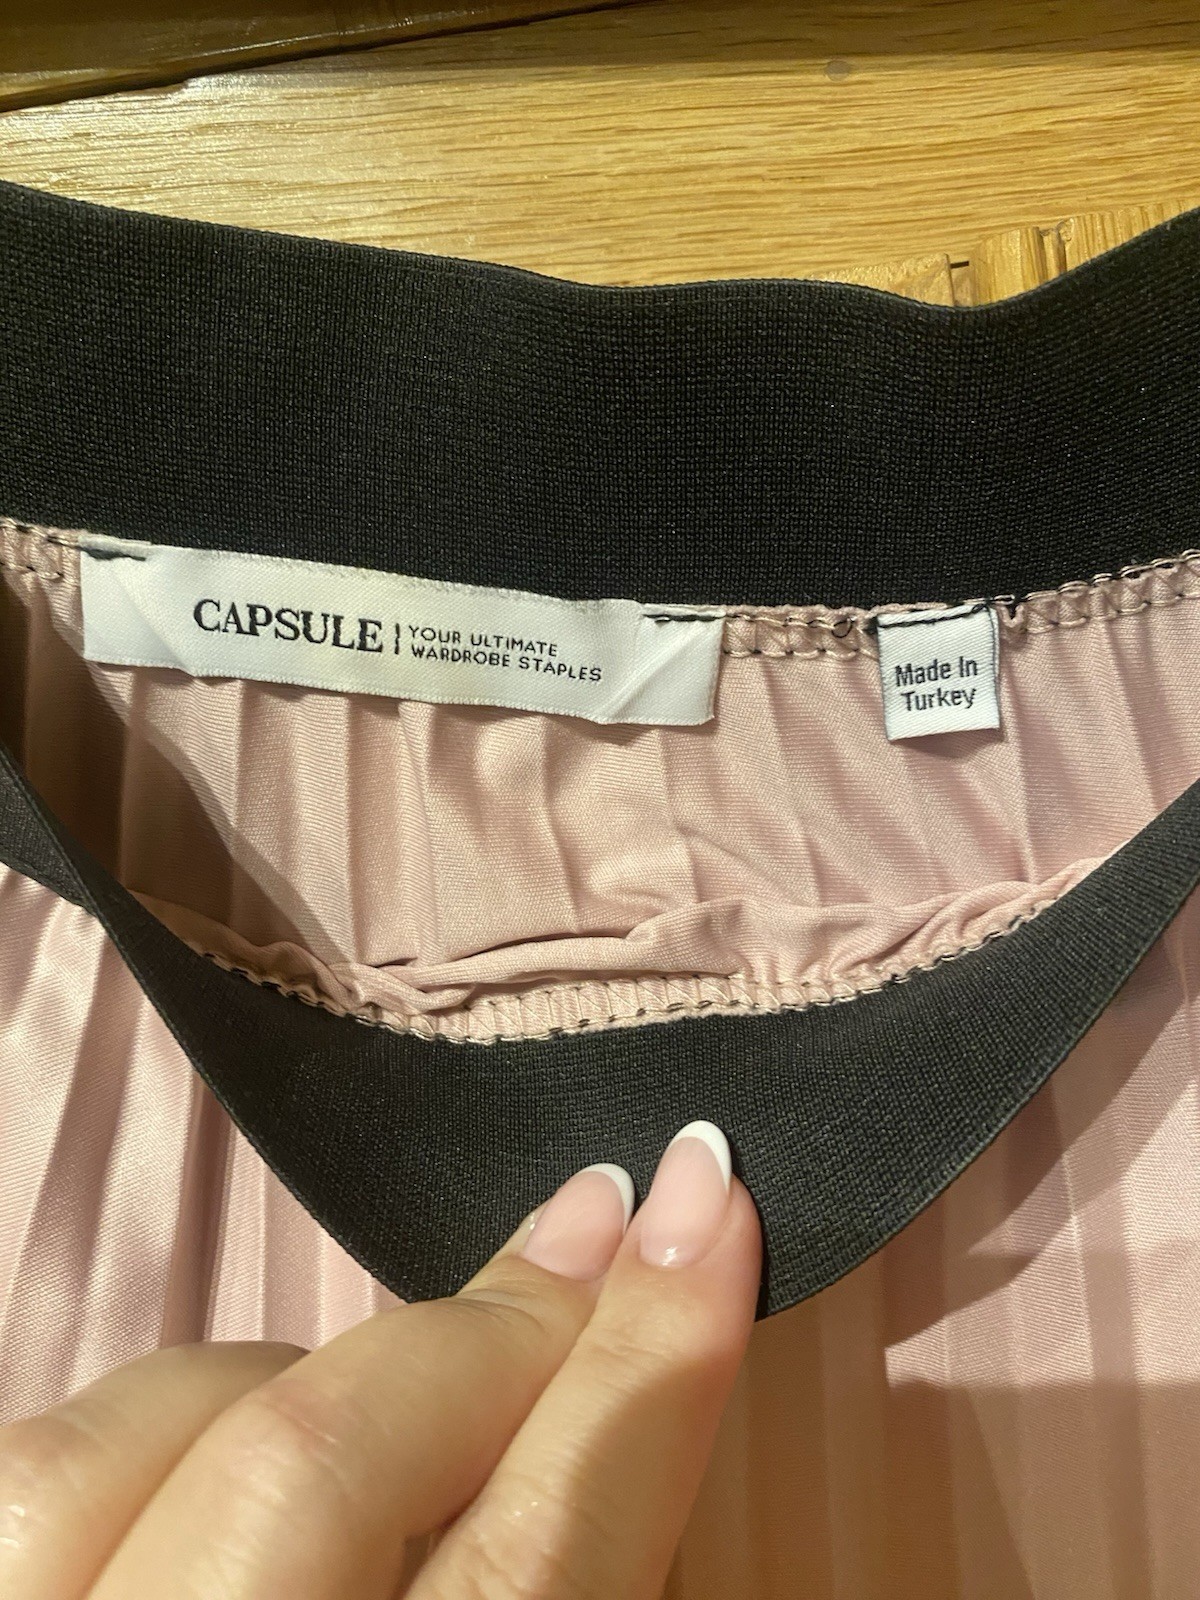 CAPSULE
YOUR ULTIMATE
WARDROBE STAPLES
Made In
Turkey